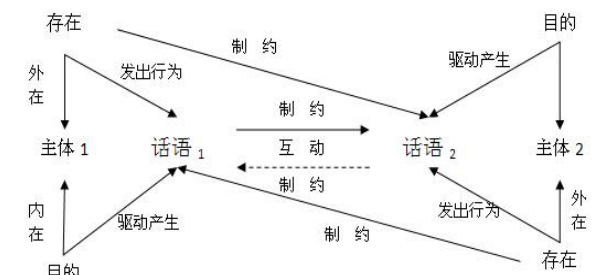 存在
目的
制 约
驱动产生
外在
发出行为
制 约
主体 1
话语 1
互 动
话语 2
主体 2
制 约
内在
驱动产生
发出行为
外在
制 约
目的
存在